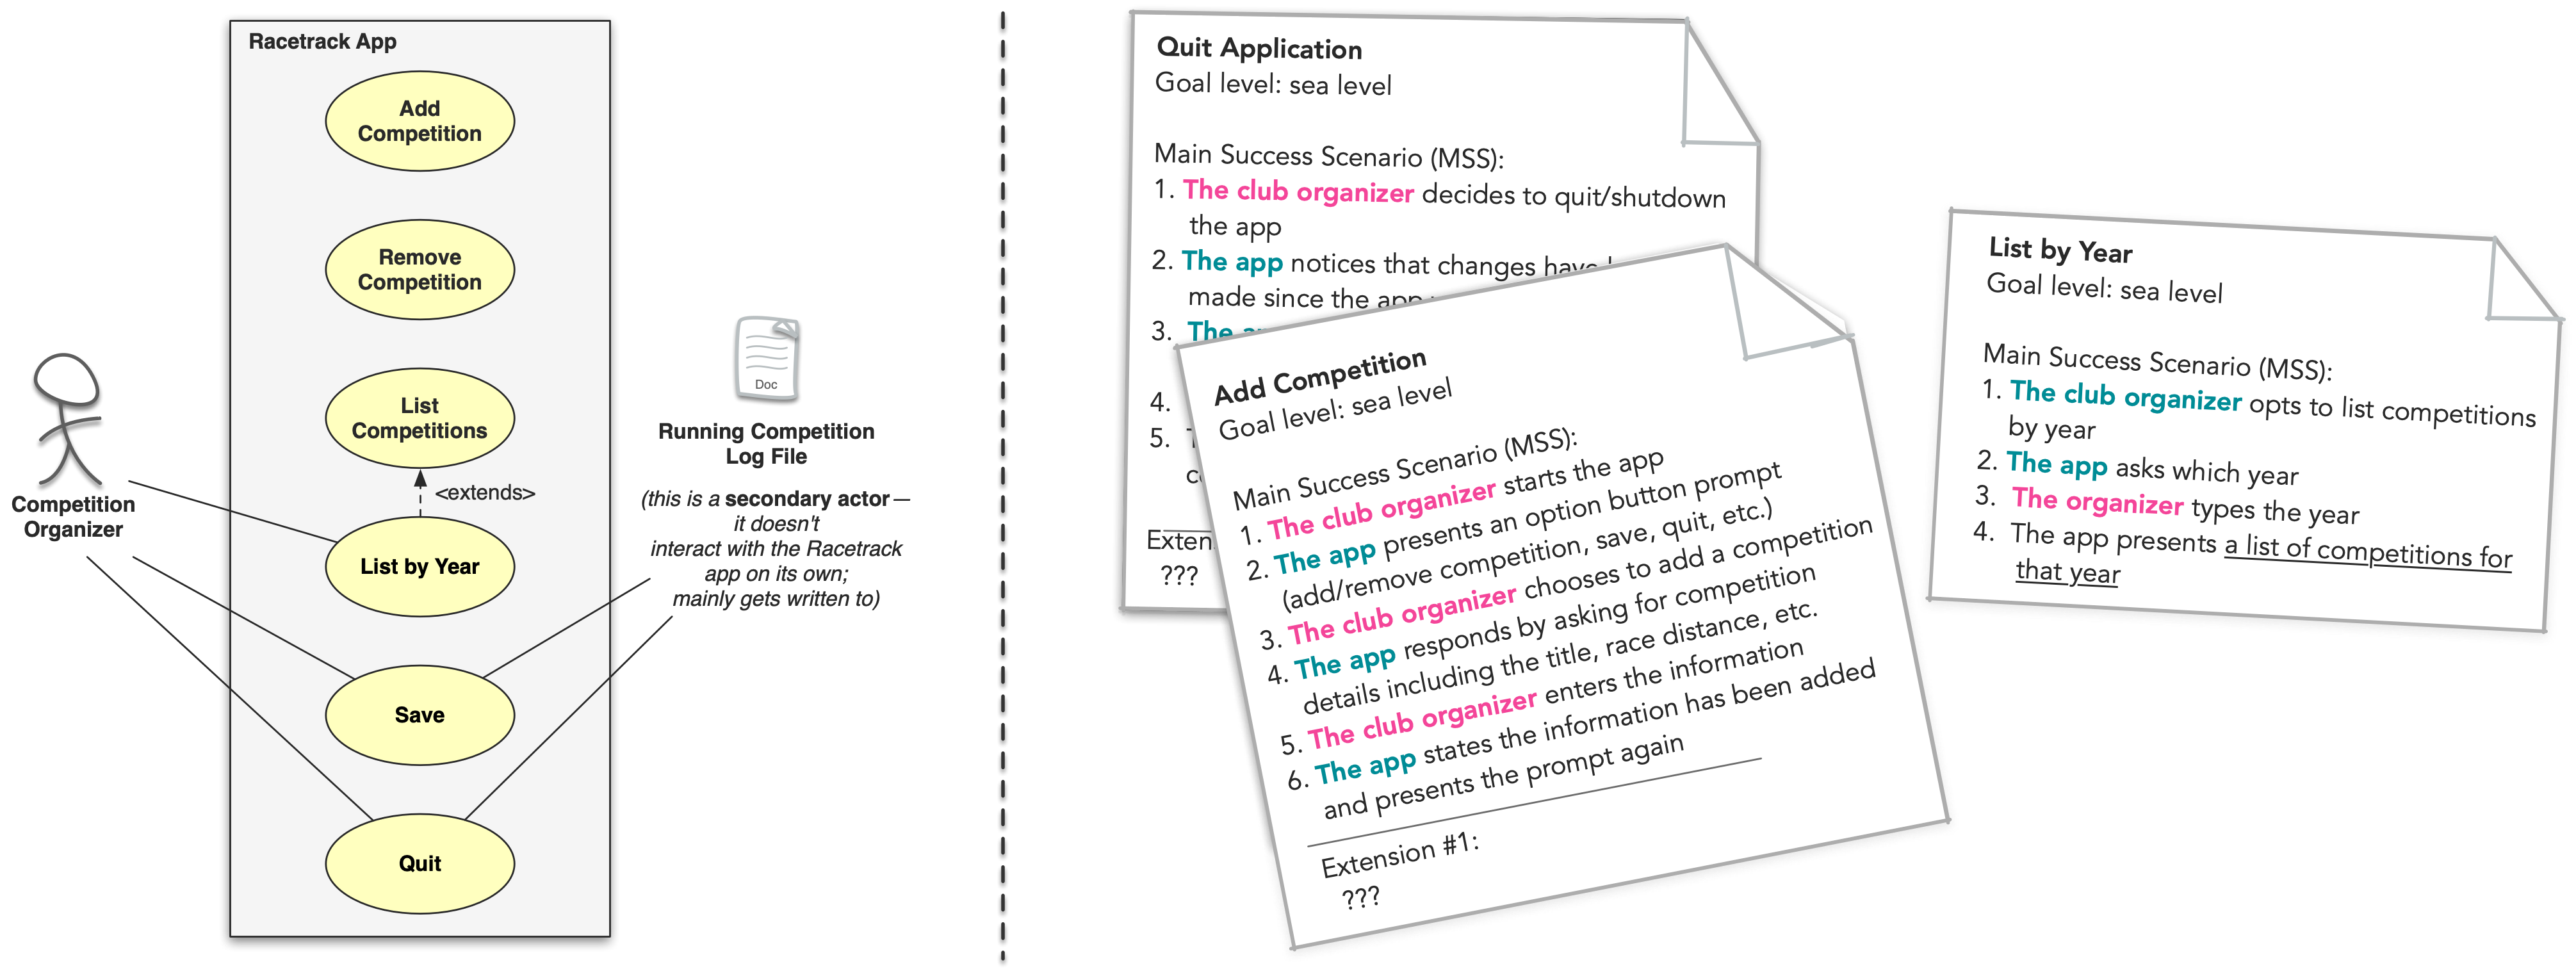 Racetrack App
Add
Competition
Remove
Competition
List
Competitions
<extends>
List by Year
Save
Quit
Competition
Organizer
Doc
Running Competition
Log File
(this is a secondary actor —
it doesn't
interact with the Racetrack
app on its own;
mainly gets written to)
Quit Application
Goal level: sea level
Main Success Scenario (MSS):
1. The club organizer decides to quit/shutdown
the app
2. The app notices that changes have
made since the app
3. The
4.
5.
???
Add Competition
Goal level: sea level
Main Success Scenario (MSS):
1. The club organizer starts the app
2. The app presents an option button prompt
(add/remove competition, save, quit, etc.)
3. The club organizer chooses to add a competition
4. The app responds by asking for competition
details including the title, race distance, etc.
5. The club organizer enters the information
6. The app states the information has been added
and presents the prompt again
Extension #1:
???
List by Year
Goal level: sea level
Main Success Scenario (MSS):
1. The club organizer opts to list competitions
by year
2. The app asks which year
3. The organizer types the year
4. The app presents a list of competitions for
that year